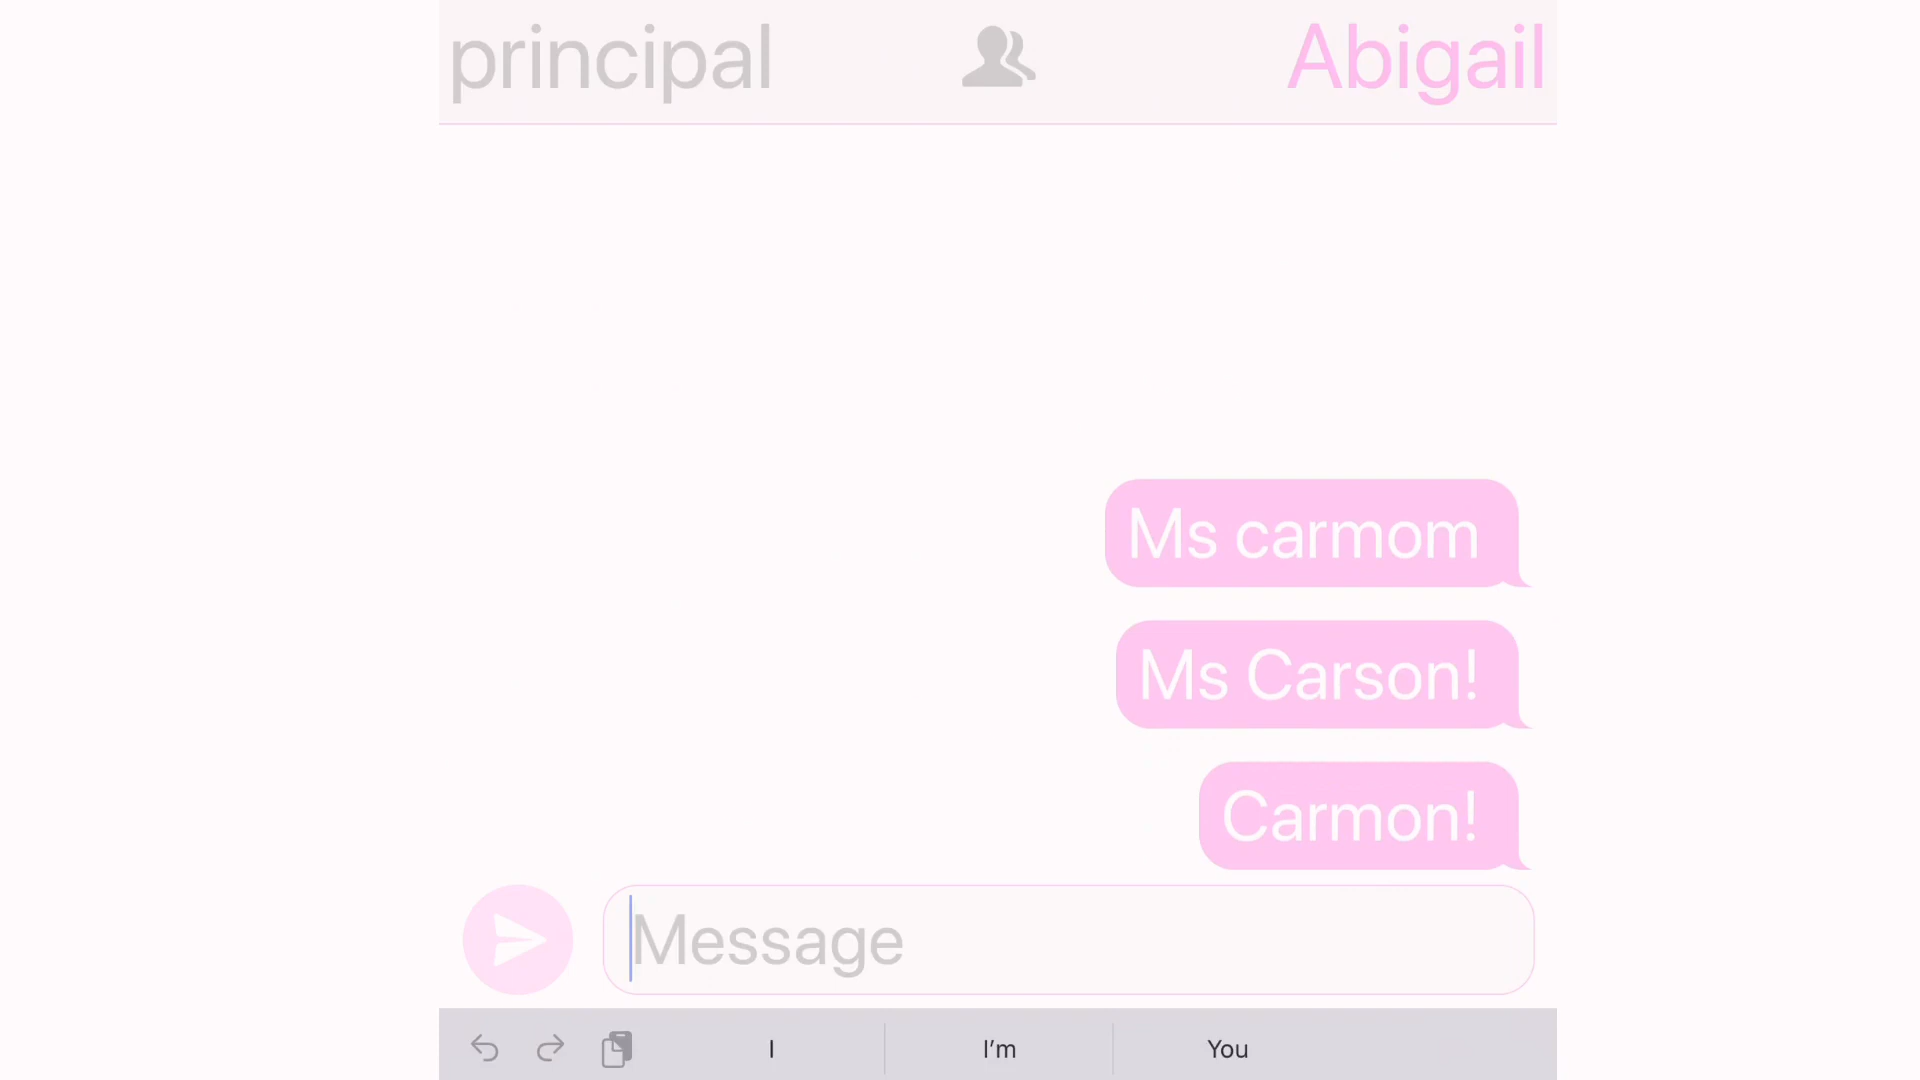 principal
Abigail
Ms carmom
Ms Carson!
Carmon!
Message
I
I'm
You